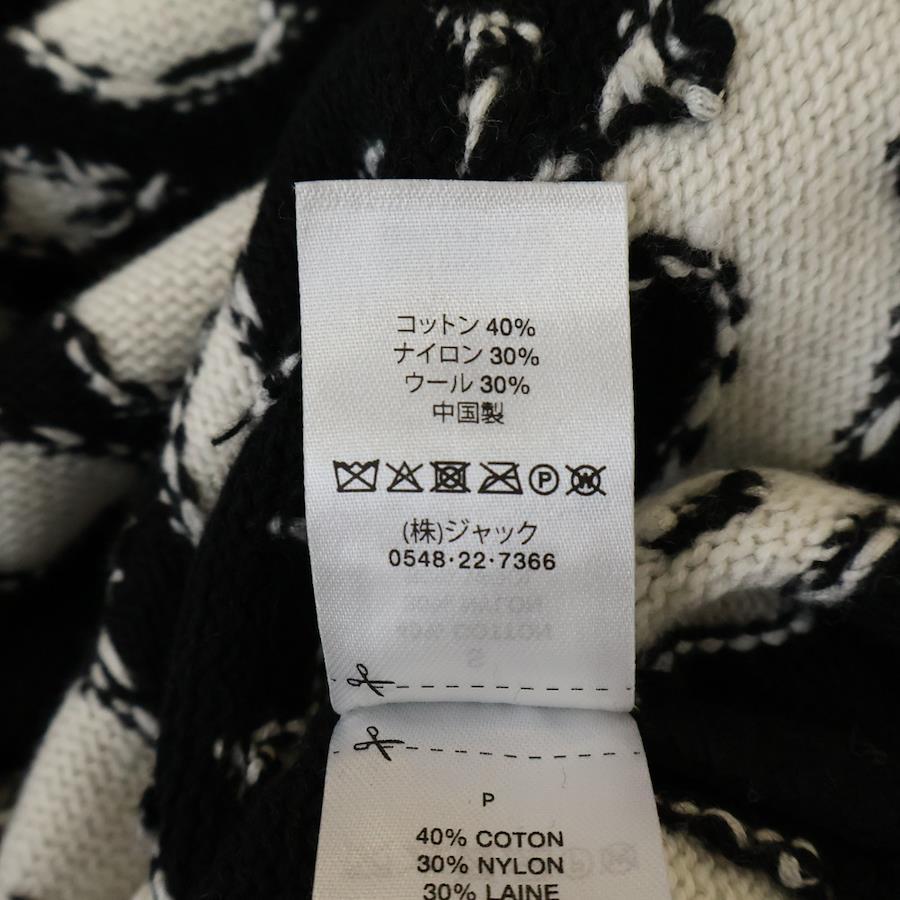 コットン 40%
ナイロン 30%
ウール 30%
中国製
(株)ジャック
0548·22·7366
P
40% COTON
30% NYLON
30% LAINE